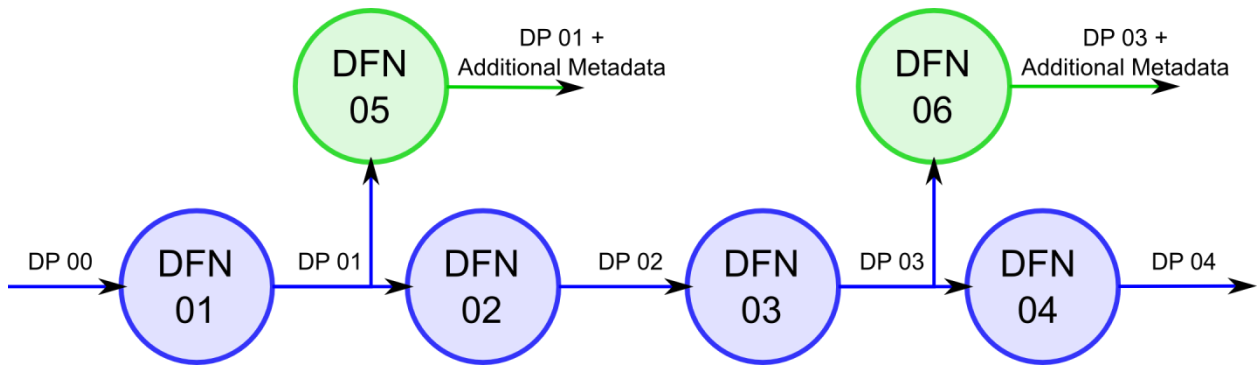 DFN
05
DP 01 +
Additional Metadata
DFN
06
DP 03 +
Additional Metadata
DP 00
DFN
01
DP 01
DFN
02
DP 02
DFN
03
DP 03
DFN
04
DP 04